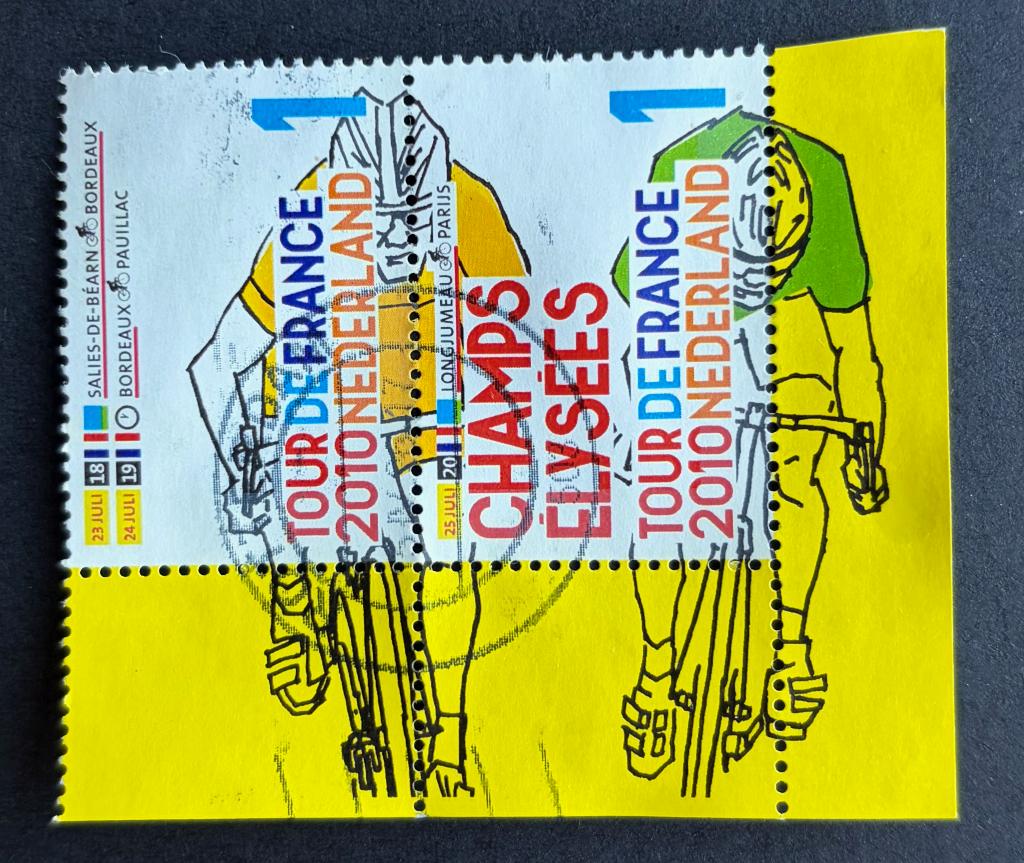 23 JULI 18 SALIES-DE-BÉARN BORDEAUX
24 JULI 19 BORDEAUX PAUILLAC
1
TOUR DE FRANCE
2010 NEDERLAND
25 JULI 20 LONGJUMEAU PARIJS
CHAMPS
ÉLYSÉES
1
TOUR DE FRANCE
2010 NEDERLAND